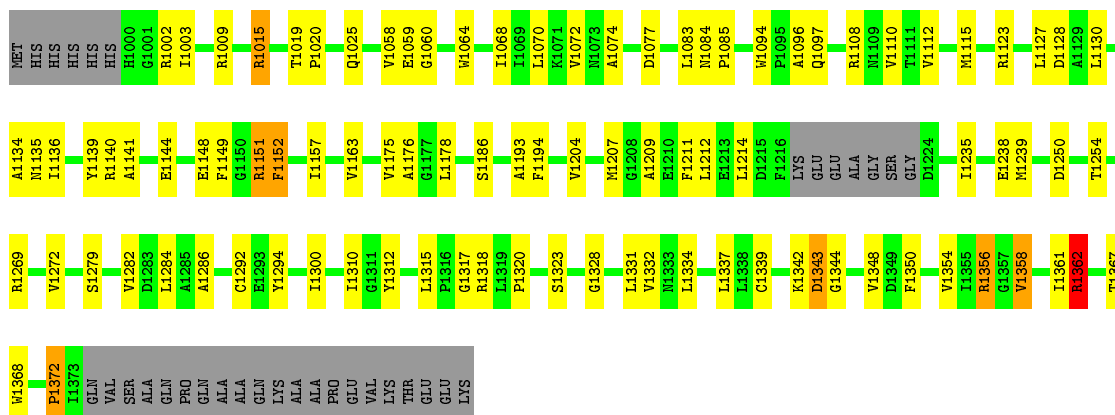 MET HIS HIS HIS HIS HIS H1000 G1001 R1002 I1003 R1009 R1015 T1019 P1020 Q1025 V1058 E1059 G1060 W1064 I1068 I1069 L1070 K1071 V1072 N1073 A1074 D1077 L1083 N1084 P1085 W1094 P1095 A1096 Q1097 R1108 N1109 V1110 T1111 V1112 M1115 R1123 L1127 D1128 A1129 L1130
A1134 N1135 I1136 Y1139 R1140 A1141 E1144 E1148 F1149 G1150 R1151 F1152 I1157 V1163 V1175 A1176 G1177 L1178 S1186 A1193 F1194 V1204 M1207 G1208 A1209 E1210 F1211 L1212 E1213 L1214 D1215 F1216 LYS GLU GLU ALA GLY SER GLY D1224 I1235 E1238 M1239 D1250 T1254
R1269 V1272 S1279 V1282 D1283 L1284 A1285 A1286 C1292 E1293 Y1294 I1300 I1310 G1311 Y1312 L1315 P1316 G1317 R1318 L1319 P1320 S1323 G1328 L1331 V1332 N1333 L1334 L1337 L1338 C1339 K1342 D1343 G1344 V1348 D1349 F1350 V1354 I1355 R1356 G1357 V1358 I1361 R1362 T1367
W1368 P1372 I1373 GLN VAL SER ALA GLN PRO GLN ALA ALA GLN LYS ALA ALA PRO GLU VAL LYS THR GLU GLU LYS